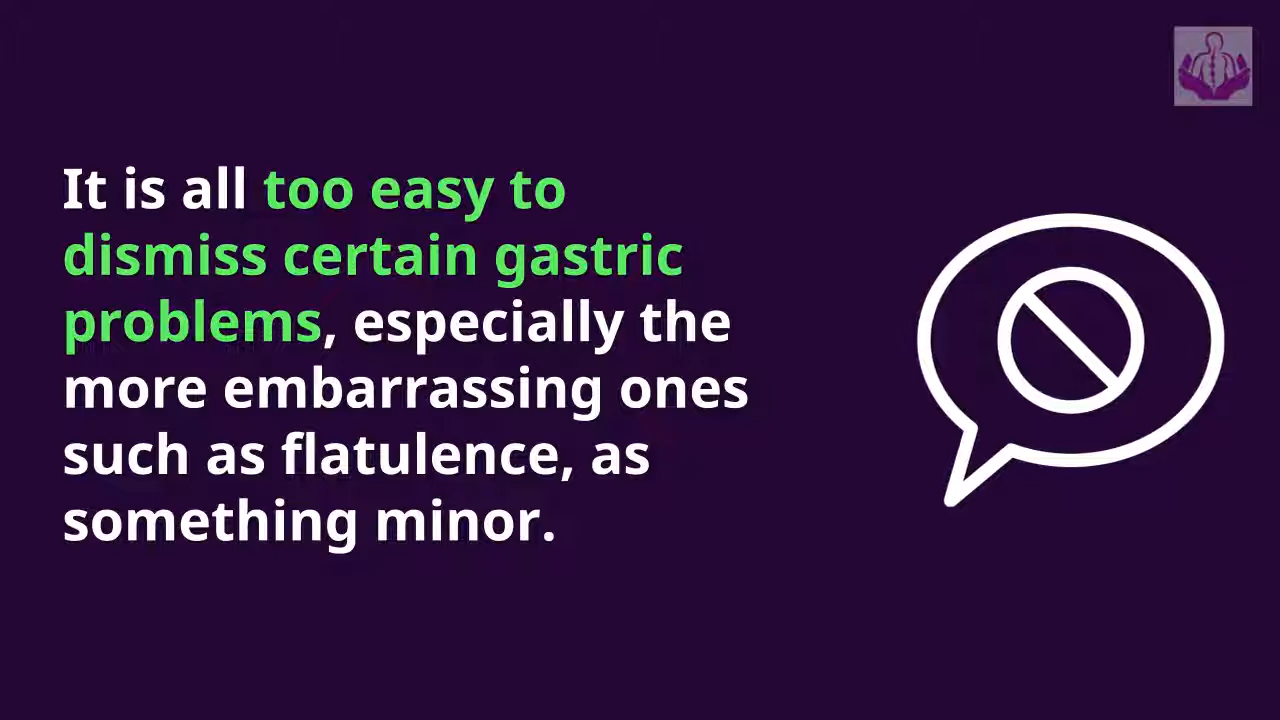 It is all too easy to
dismiss certain gastric
problems, especially the
more embarrassing ones
such as flatulence, as
something minor.